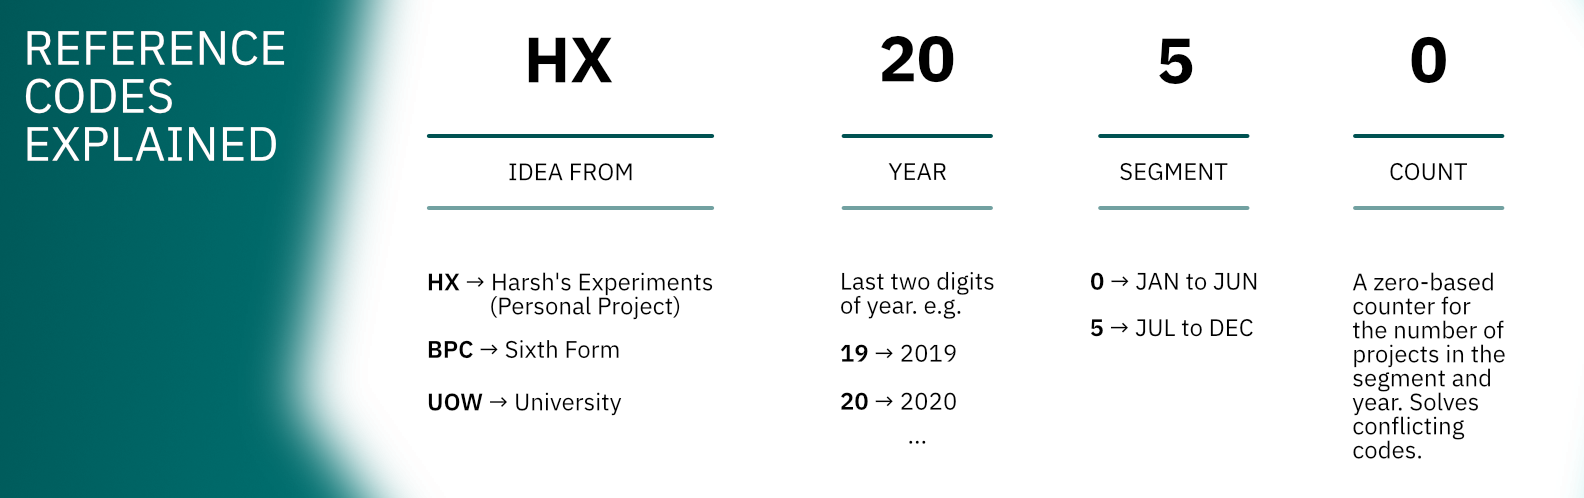 REFERENCE
CODES
EXPLAINED
HX
20
5
0
IDEA FROM
YEAR
SEGMENT
COUNT
HX → Harsh's Experiments
(Personal Project)
BPC → Sixth Form
UOW → University
Last two digits
of year. e.g.
19 → 2019
20 → 2020
...
0 → JAN to JUN
5 → JUL to DEC
A zero-based
counter for
the number of
projects in the
segment and
year. Solves
conflicting
codes.